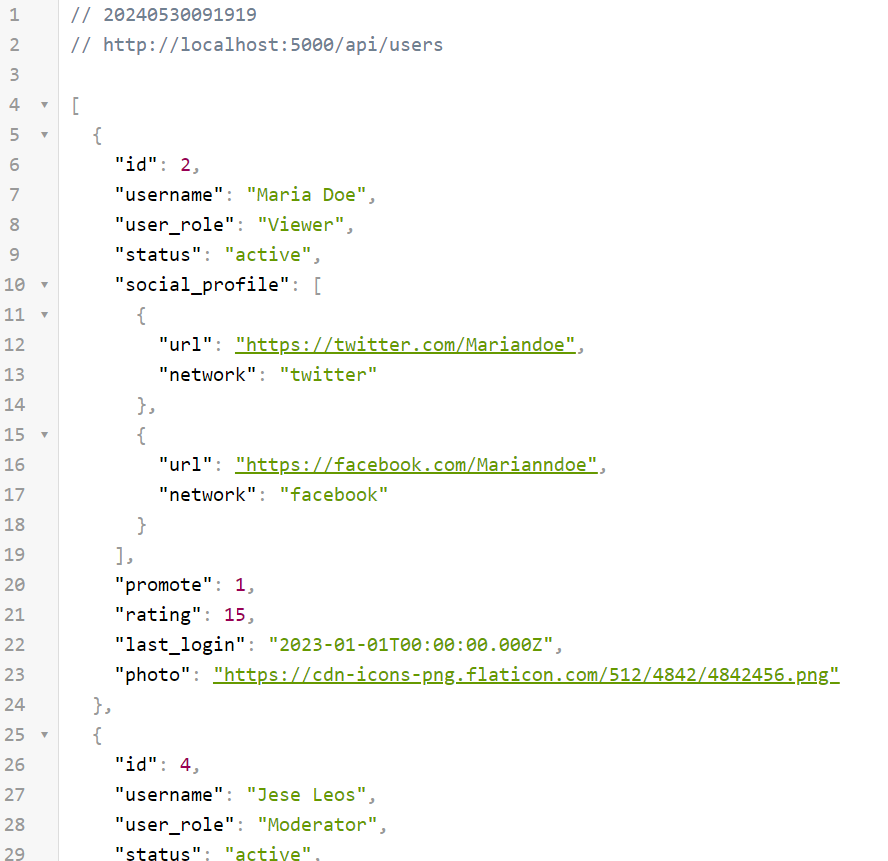 1 // 20240530091919
2 // http://localhost:5000/api/users
3
4 [
5 {
6 "id": 2,
7 "username": "Maria Doe",
8 "user_role": "Viewer",
9 "status": "active",
10 "social_profile": [
11 {
12 "url": "https://twitter.com/Mariandoe",
13 "network": "twitter"
14 },
15 {
16 "url": "https://facebook.com/Marianndoe",
17 "network": "facebook"
18 }
19 ],
20 "promote": 1,
21 "rating": 15,
22 "last_login": "2023-01-01T00:00:00.000Z",
23 "photo": "https://cdn-icons-png.flaticon.com/512/4842/4842456.png"
24 },
25 {
26 "id": 4,
27 "username": "Jese Leos",
28 "user_role": "Moderator",
29 "status": "active",